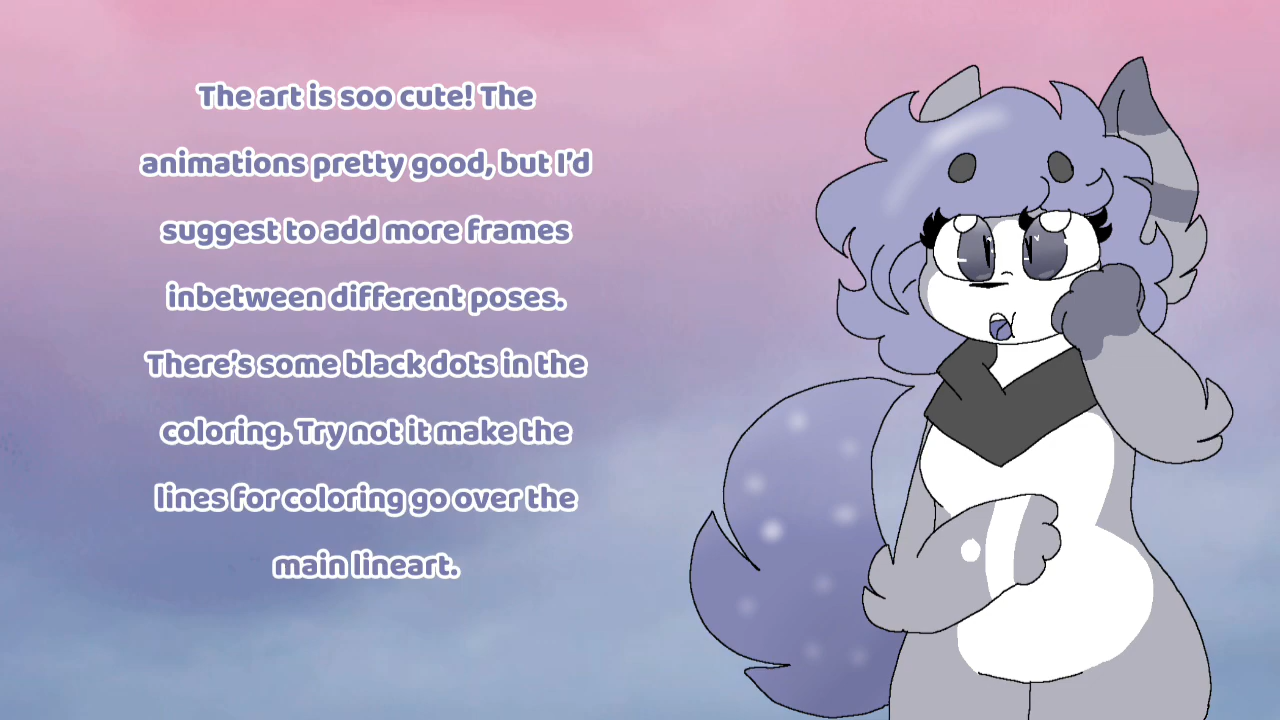 The art is soo cute! The
animations pretty good, but I'd
suggest to add more frames
inbetween different poses.
There's some black dots in the
coloring. Try not it make the
lines for coloring go over the
main lineart.